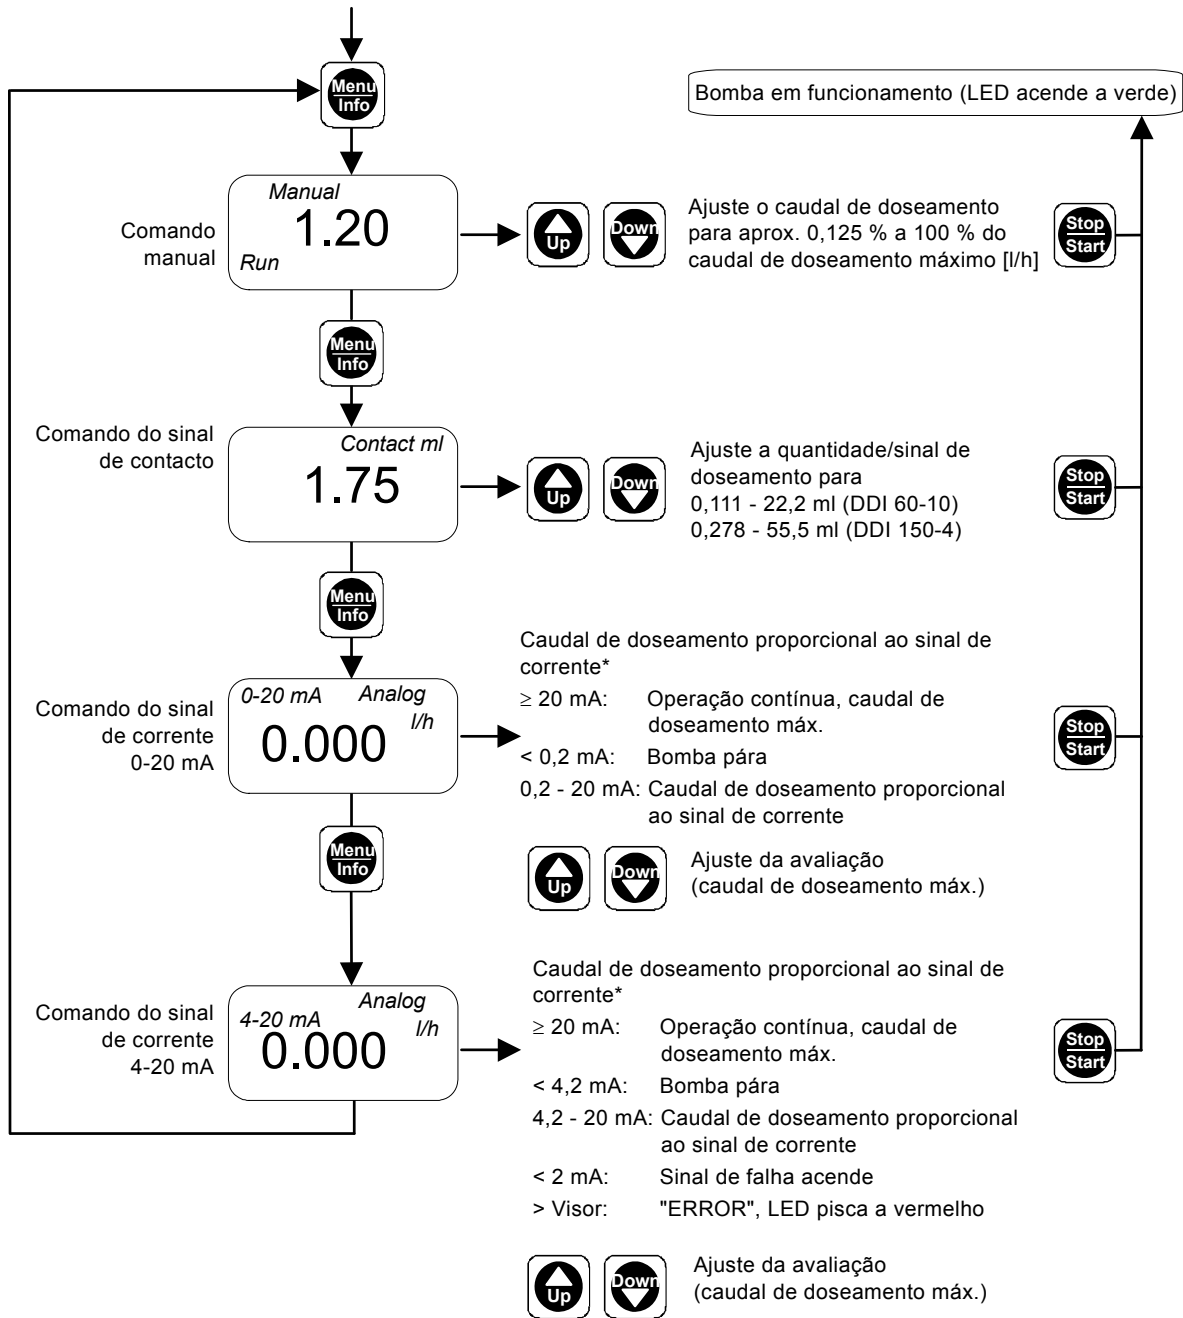 Menu
Info
Bomba em funcionamento (LED acende a verde)
Comando
manual
Manual
1.20
Run
Up
Down
Ajuste o caudal de doseamento
para aprox. 0,125 % a 100 % do
caudal de doseamento máximo [l/h]
Stop
Start
Menu
Info
Comando do sinal
de contacto
Contact ml
1.75
Up
Down
Ajuste a quantidade/sinal de
doseamento para
0,111 - 22,2 ml (DDI 60-10)
0,278 - 55,5 ml (DDI 150-4)
Stop
Start
Menu
Info
Comando do sinal
de corrente
0-20 mA
0-20 mA Analog
l/h
0.000
Caudal de doseamento proporcional ao sinal de
corrente*
≥ 20 mA: Operação contínua, caudal de
doseamento máx.
< 0,2 mA: Bomba pára
0,2 - 20 mA: Caudal de doseamento proporcional
ao sinal de corrente
Stop
Start
Menu
Info
Up
Down
Ajuste da avaliação
(caudal de doseamento máx.)
Comando do sinal
de corrente
4-20 mA
Analog
4-20 mA l/h
0.000
Caudal de doseamento proporcional ao sinal de
corrente*
≥ 20 mA: Operação contínua, caudal de
doseamento máx.
< 4,2 mA: Bomba pára
4,2 - 20 mA: Caudal de doseamento proporcional
ao sinal de corrente
< 2 mA: Sinal de falha acende
> Visor: "ERROR", LED pisca a vermelho
Stop
Start
Up
Down
Ajuste da avaliação
(caudal de doseamento máx.)